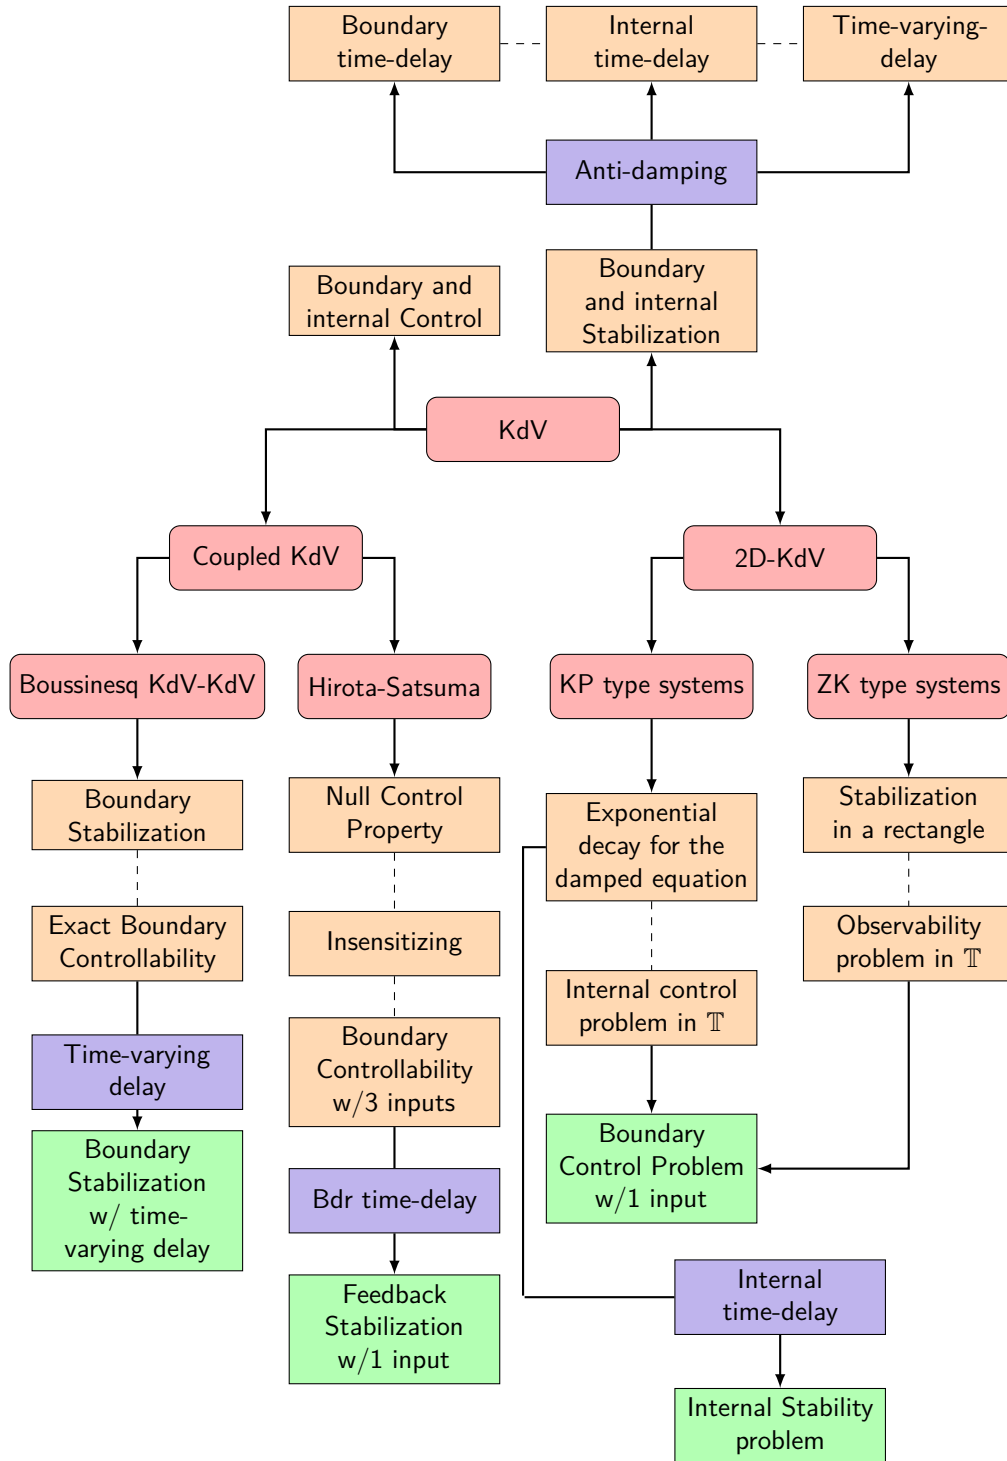 Boundary
time-delay
Internal
time-delay
Time-varying-
delay
Anti-damping
Boundary and
internal Control
Boundary
and internal
Stabilization
KdV
Coupled KdV
2D-KdV
Boussinesq KdV-KdV
Hirota-Satsuma
KP type systems
ZK type systems
Boundary
Stabilization
Null Control
Property
Exponential
decay for the
damped equation
Stabilization
in a rectangle
Exact Boundary
Controllability
Insensitizing
Internal control
problem in 𝕋
Observability
problem in 𝕋
Time-varying
delay
Boundary
Controllability
w/3 inputs
Boundary
Stabilization
w/ time-
varying delay
Bdr time-delay
Boundary
Control Problem
w/1 input
Feedback
Stabilization
w/1 input
Internal
time-delay
Internal Stability
problem